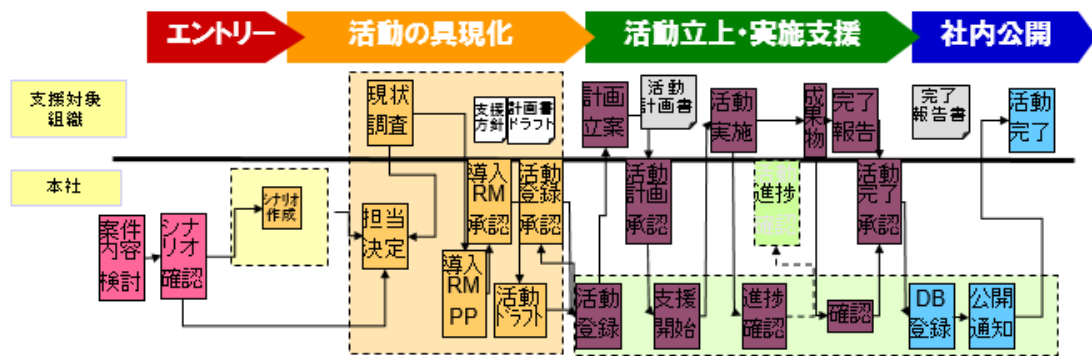 エントリー
活動の具現化
活動立上・実施支援
社内公開
支援対象
組織
現状
調査
支援
方針
計画書
ドラフト
計画
立案
活動
計画書
活動
実施
成果物
完了
報告
完了
報告書
活動
完了
本社
シナリオ
作成
導入
RM
承認
活動
登録
承認
活動
計画
承認
進捗
確認
活動
完了
承認
案件
内容
検討
シナ
リオ
確認
担当
決定
導入
RM
PP
活動
ドラフト
活動
登録
支援
開始
進捗
確認
確認
DB
登録
公開
通知